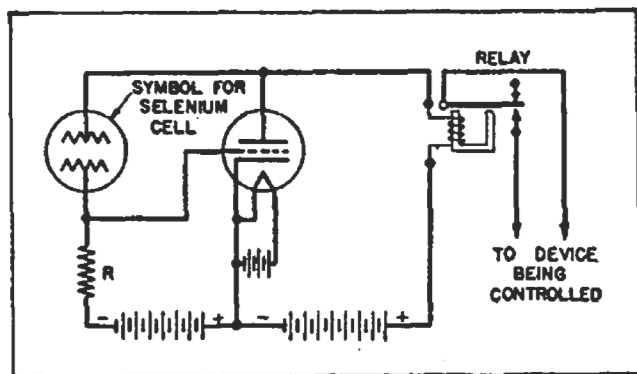 RELAY
SYMBOL FOR
SELENIUM
CELL
R
- + - +
TO DEVICE
BEING
CONTROLLED